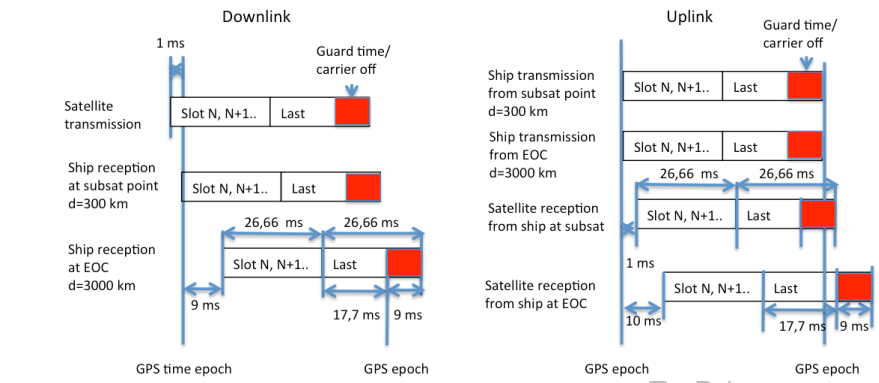 Downlink
1 ms
Guard time/
carrier off
Satellite
transmission
Slot N, N+1..
Last
Ship reception
at subsat point
d=300 km
Slot N, N+1..
Last
26,66 ms
26,66 ms
Ship reception
at EOC
d=3000 km
Slot N, N+1..
Last
9 ms
17,7 ms
9 ms
GPS time epoch
GPS epoch
Uplink
Guard time/
carrier off
Ship transmission
from subsat point
d=300 km
Slot N, N+1..
Last
Ship transmission
from EOC
d=3000 km
Slot N, N+1..
Last
26,66 ms
26,66 ms
Satellite reception
from ship at subsat
Slot N, N+1..
Last
1 ms
Satellite reception
from ship at EOC
Slot N, N+1..
Last
10 ms
17,7 ms
9 ms
GPS epoch
GPS epoch